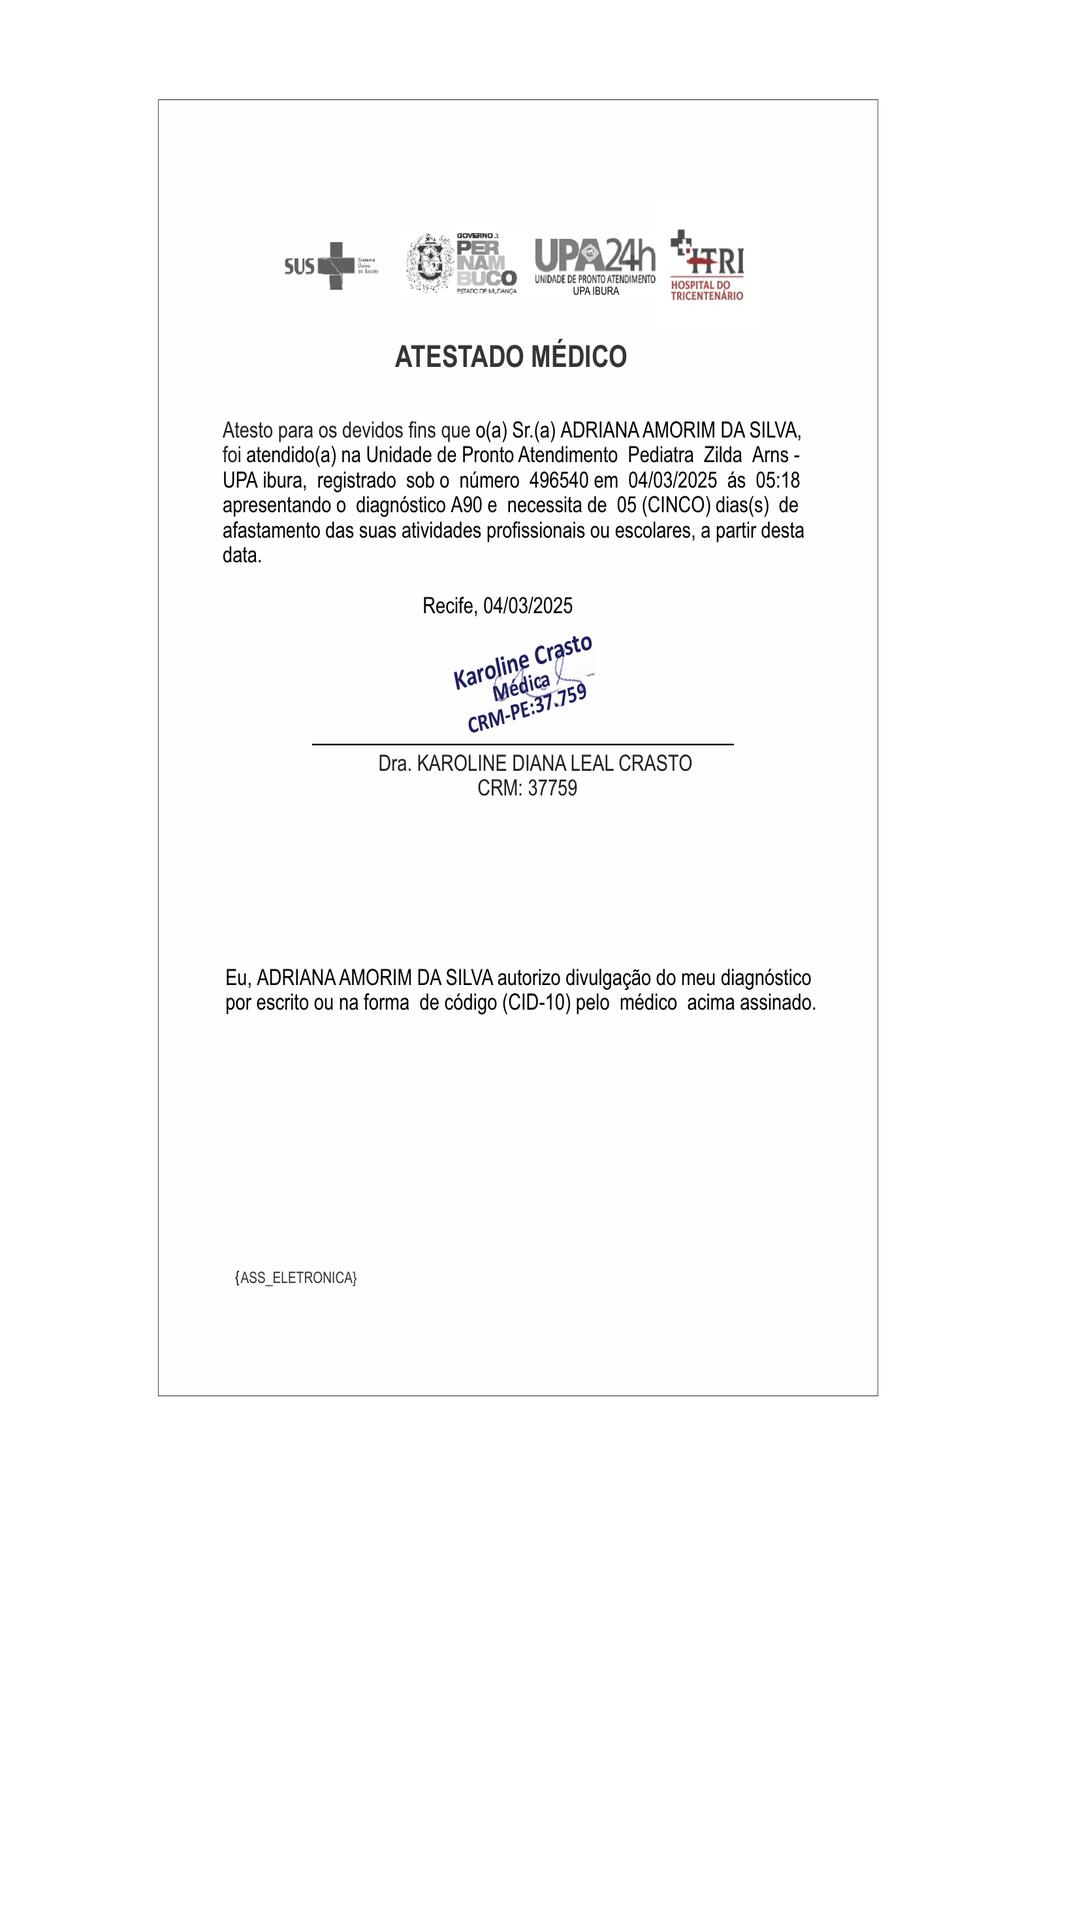 SUS Sistema Único de Saúde
GOVERNO DE PERNAMBUCO ESTADO DE MUDANÇA
UPA24h
UNIDADE DE PRONTO ATENDIMENTO
UPA IBURA
ITRI
HOSPITAL DO
TRICENTENÁRIO
ATESTADO MÉDICO
Atesto para os devidos fins que o(a) Sr.(a) ADRIANA AMORIM DA SILVA,
foi atendido(a) na Unidade de Pronto Atendimento Pediatra Zilda Arns -
UPA ibura, registrado sob o número 496540 em 04/03/2025 ás 05:18
apresentando o diagnóstico A90 e necessita de 05 (CINCO) dias(s) de
afastamento das suas atividades profissionais ou escolares, a partir desta
data.
Recife, 04/03/2025
Karoline Crasto
Médica
CRM-PE:37.759
Dra. KAROLINE DIANA LEAL CRASTO
CRM: 37759
Eu, ADRIANA AMORIM DA SILVA autorizo divulgação do meu diagnóstico
por escrito ou na forma de código (CID-10) pelo médico acima assinado.
{ASS_ELETRONICA}